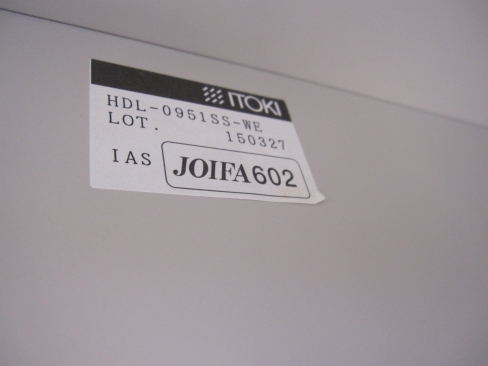 ITOKI
HDL-0951SS-WE
LOT. 150327
IAS JOIFA602